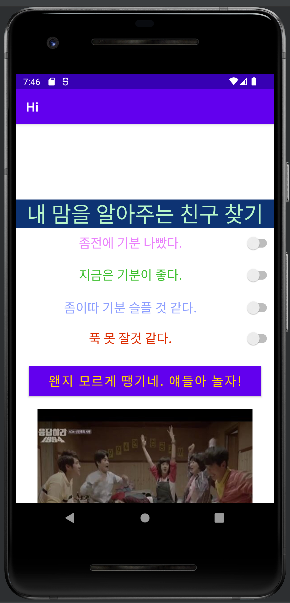 7:46
Hi
내 맘을 알아주는 친구 찾기
좀전에 기분 나빴다.
지금은 기분이 좋다.
좀이따 기분 슬플 것 같다.
푹 못 잘것 같다.
왠지 모르게 땡기네. 얘들아 놀자!
응답하라
1988